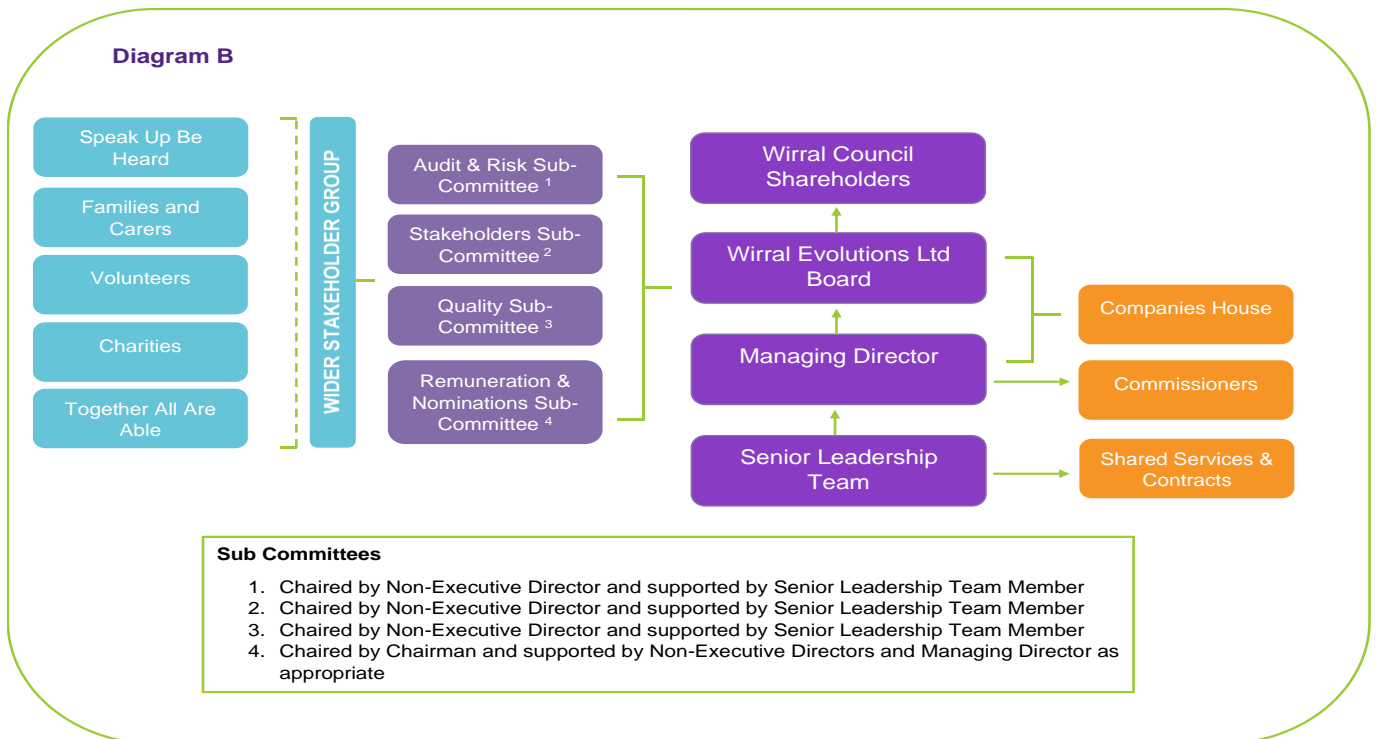 Diagram B
Speak Up Be
Heard
Families and
Carers
Volunteers
Charities
Together All Are
Able
WIDER STAKEHOLDER GROUP
Audit & Risk Sub-
Committee ¹
Stakeholders Sub-
Committee ²
Quality Sub-
Committee ³
Remuneration &
Nominations Sub-
Committee ⁴
Wirral Council
Shareholders
Wirral Evolutions Ltd
Board
Managing Director
Senior Leadership
Team
Companies House
Commissioners
Shared Services &
Contracts
Sub Committees
1. Chaired by Non-Executive Director and supported by Senior Leadership Team Member
2. Chaired by Non-Executive Director and supported by Senior Leadership Team Member
3. Chaired by Non-Executive Director and supported by Senior Leadership Team Member
4. Chaired by Chairman and supported by Non-Executive Directors and Managing Director as
appropriate